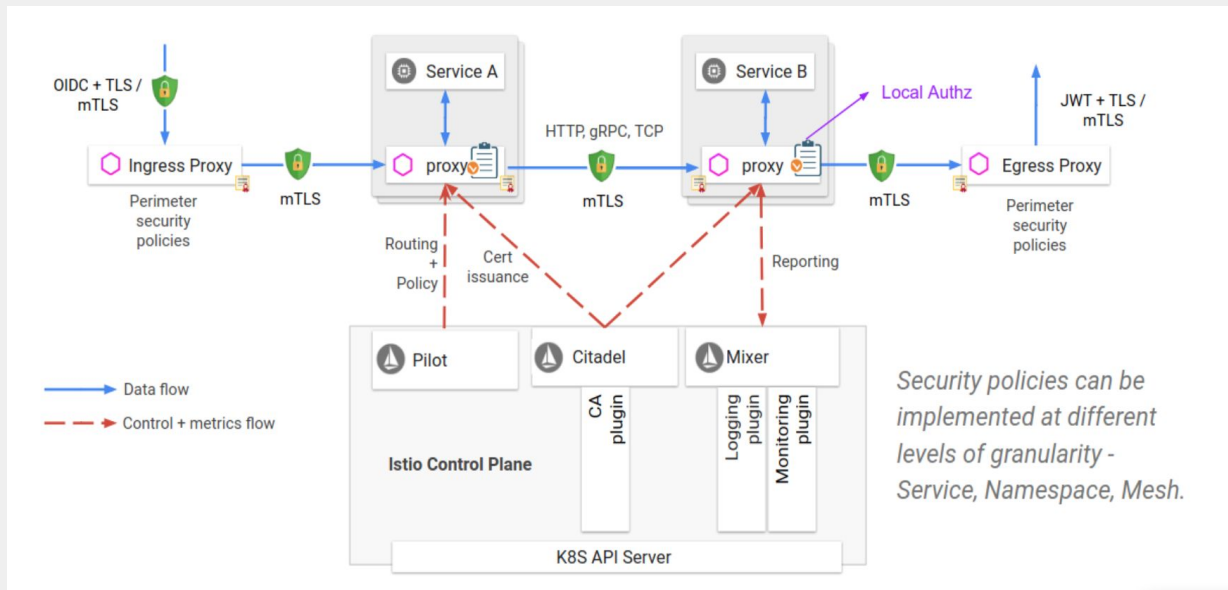 OIDC + TLS /
mTLS
Ingress Proxy
Perimeter
security
policies
mTLS
Service A
proxy
HTTP, gRPC, TCP
mTLS
Service B
proxy
Local Authz
mTLS
JWT + TLS /
mTLS
Egress Proxy
Perimeter
security
policies
Routing
+
Policy
Cert
issuance
Reporting
Pilot
Citadel
Mixer
CA
plugin
Logging
plugin
Monitoring
plugin
Istio Control Plane
K8S API Server
Data flow
Control + metrics flow
Security policies can be
implemented at different
levels of granularity -
Service, Namespace, Mesh.